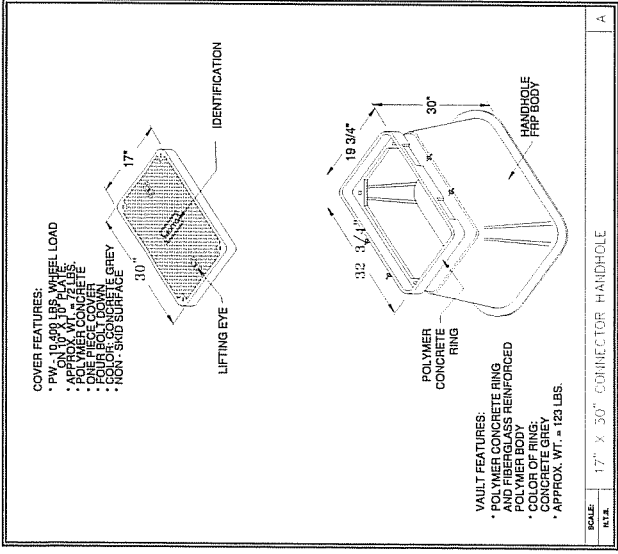 COVER FEATURES:
* PW - 10,400 LBS. WHEEL LOAD
ON 10" X 10" PLATE
* APPROX. WT. = 72 LBS.
* POLYMER CONCRETE
* ONE PIECE COVER
* FOUR BOLT DOWN
* COLOR: CONCRETE GREY
* NON - SKID SURFACE
30"
17"
LIFTING EYE
IDENTIFICATION
VAULT FEATURES:
* POLYMER CONCRETE RING
AND FIBERGLASS REINFORCED
POLYMER BODY
* COLOR OF RING:
CONCRETE GREY
* APPROX. WT. = 123 LBS.
POLYMER
CONCRETE
RING
32 3/4"
19 3/4"
30"
HANDHOLE
FRP BODY
SCALE:
N.T.S.
17" X 30" CONNECTOR HANDHOLE
A